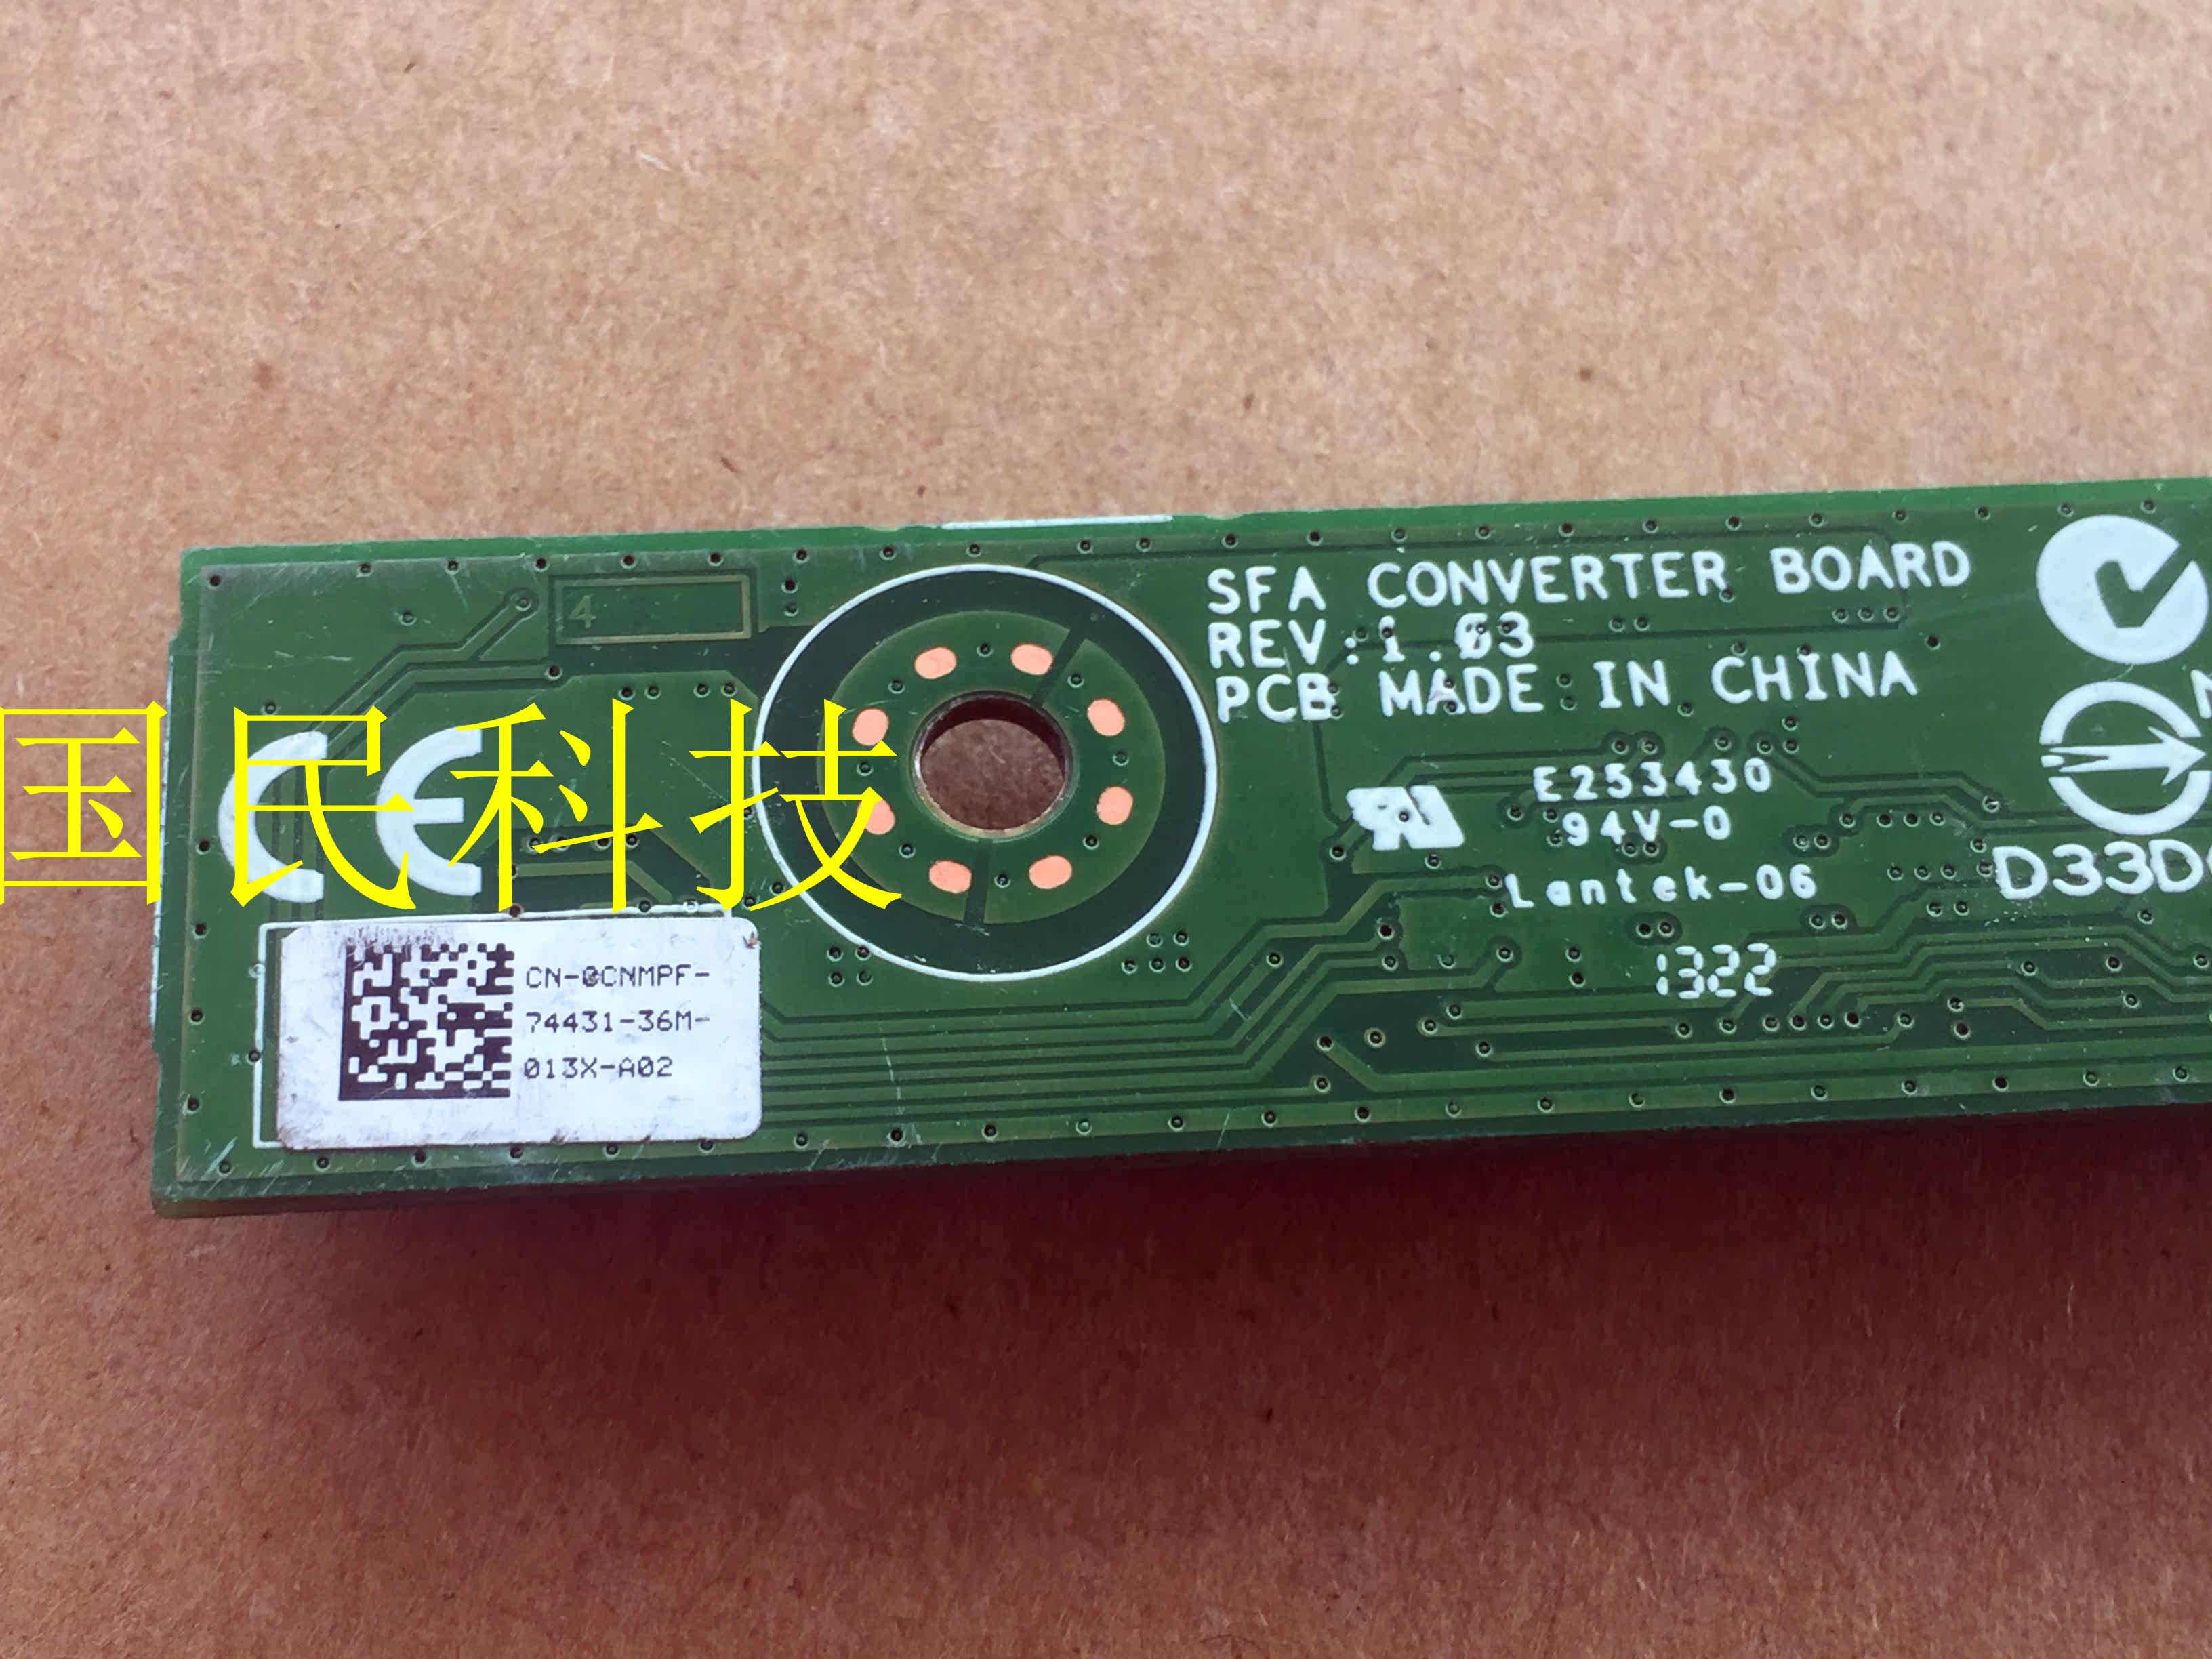 4
SFA CONVERTER BOARD
REV:1.03
PCB MADE IN CHINA
E253430
94V-0
Lantek-06
1322
D33D
CE
国民科技
CN-0CNMPF-
74431-36M-
013X-A02